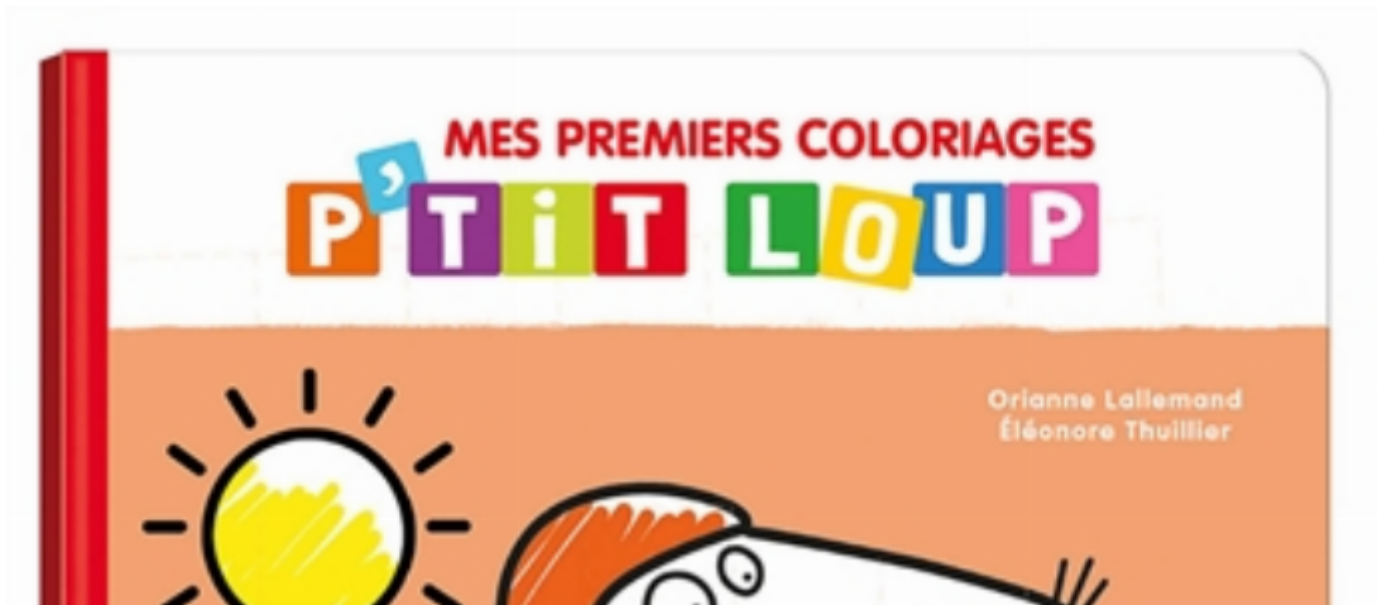 MES PREMIERS COLORIAGES
P'TiT LOUP
Orianne Lallemand
Éléonore Thuillier